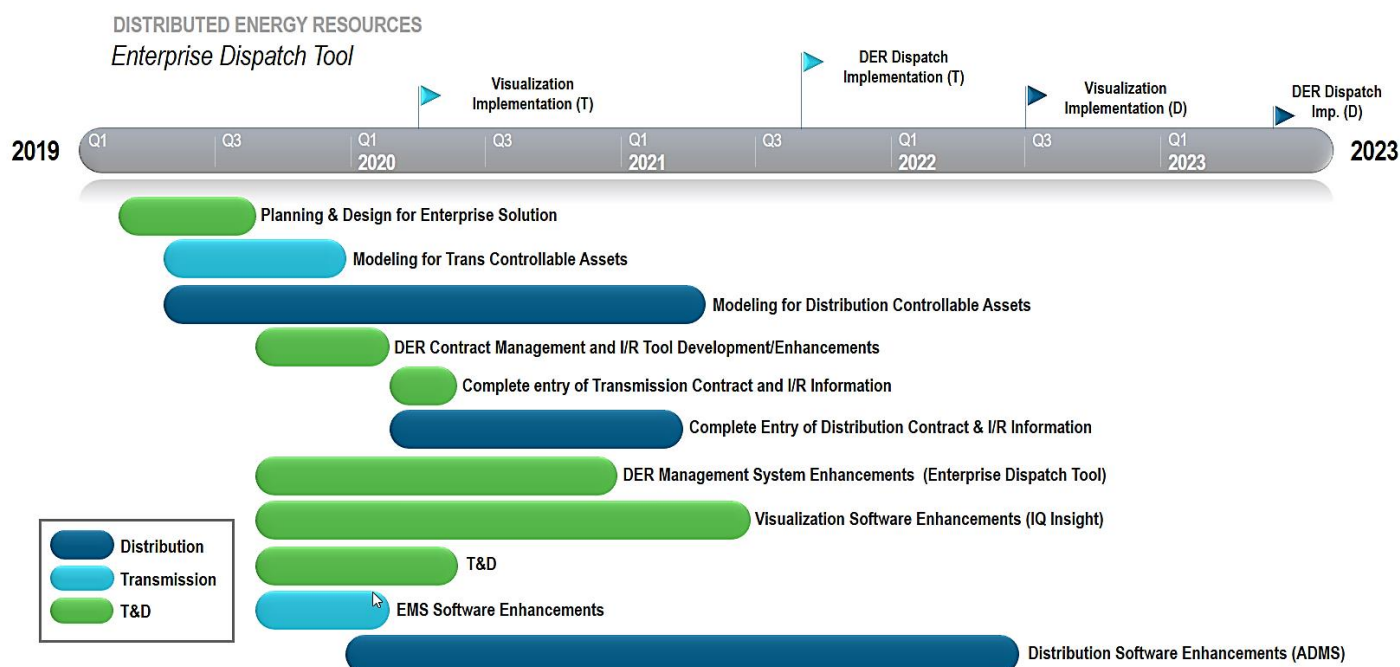 DISTRIBUTED ENERGY RESOURCES
Enterprise Dispatch Tool
Visualization
Implementation (T)
DER Dispatch
Implementation (T)
Visualization
Implementation (D)
DER Dispatch
Imp. (D)
2019
Q1
Q3
Q1
2020
Q3
Q1
2021
Q3
Q1
2022
Q3
Q1
2023
2023
Planning & Design for Enterprise Solution
Modeling for Trans Controllable Assets
Modeling for Distribution Controllable Assets
DER Contract Management and I/R Tool Development/Enhancements
Complete entry of Transmission Contract and I/R Information
Complete Entry of Distribution Contract & I/R Information
DER Management System Enhancements (Enterprise Dispatch Tool)
Visualization Software Enhancements (IQ Insight)
T&D
EMS Software Enhancements
Distribution Software Enhancements (ADMS)
Distribution
Transmission
T&D